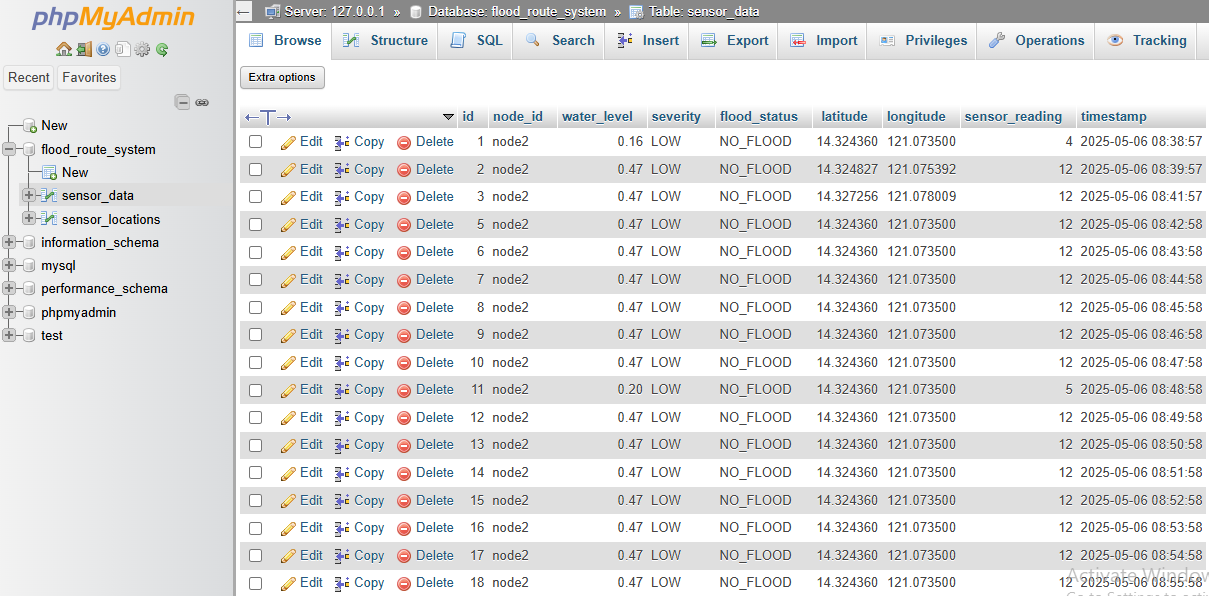 phpMyAdmin
Recent Favorites
New
flood_route_system
New
sensor_data
sensor_locations
information_schema
mysql
performance_schema
phpmyadmin
test
Server: 127.0.0.1 » Database: flood_route_system » Table: sensor_data
Browse Structure SQL Search Insert Export Import Privileges Operations Tracking
Extra options
id node_id water_level severity flood_status latitude longitude sensor_reading timestamp
Edit Copy Delete 1 node2 0.16 LOW NO_FLOOD 14.324360 121.073500 4 2025-05-06 08:38:57
Edit Copy Delete 2 node2 0.47 LOW NO_FLOOD 14.324827 121.075392 12 2025-05-06 08:39:57
Edit Copy Delete 3 node2 0.47 LOW NO_FLOOD 14.327256 121.078009 12 2025-05-06 08:41:57
Edit Copy Delete 5 node2 0.47 LOW NO_FLOOD 14.324360 121.073500 12 2025-05-06 08:42:58
Edit Copy Delete 6 node2 0.47 LOW NO_FLOOD 14.324360 121.073500 12 2025-05-06 08:43:58
Edit Copy Delete 7 node2 0.47 LOW NO_FLOOD 14.324360 121.073500 12 2025-05-06 08:44:58
Edit Copy Delete 8 node2 0.47 LOW NO_FLOOD 14.324360 121.073500 12 2025-05-06 08:45:58
Edit Copy Delete 9 node2 0.47 LOW NO_FLOOD 14.324360 121.073500 12 2025-05-06 08:46:58
Edit Copy Delete 10 node2 0.47 LOW NO_FLOOD 14.324360 121.073500 12 2025-05-06 08:47:58
Edit Copy Delete 11 node2 0.20 LOW NO_FLOOD 14.324360 121.073500 5 2025-05-06 08:48:58
Edit Copy Delete 12 node2 0.47 LOW NO_FLOOD 14.324360 121.073500 12 2025-05-06 08:49:58
Edit Copy Delete 13 node2 0.47 LOW NO_FLOOD 14.324360 121.073500 12 2025-05-06 08:50:58
Edit Copy Delete 14 node2 0.47 LOW NO_FLOOD 14.324360 121.073500 12 2025-05-06 08:51:58
Edit Copy Delete 15 node2 0.47 LOW NO_FLOOD 14.324360 121.073500 12 2025-05-06 08:52:58
Edit Copy Delete 16 node2 0.47 LOW NO_FLOOD 14.324360 121.073500 12 2025-05-06 08:53:58
Edit Copy Delete 17 node2 0.47 LOW NO_FLOOD 14.324360 121.073500 12 2025-05-06 08:54:58
Edit Copy Delete 18 node2 0.47 LOW NO_FLOOD 14.324360 121.073500 12 2025-05-06 08:55:58
Activate Window